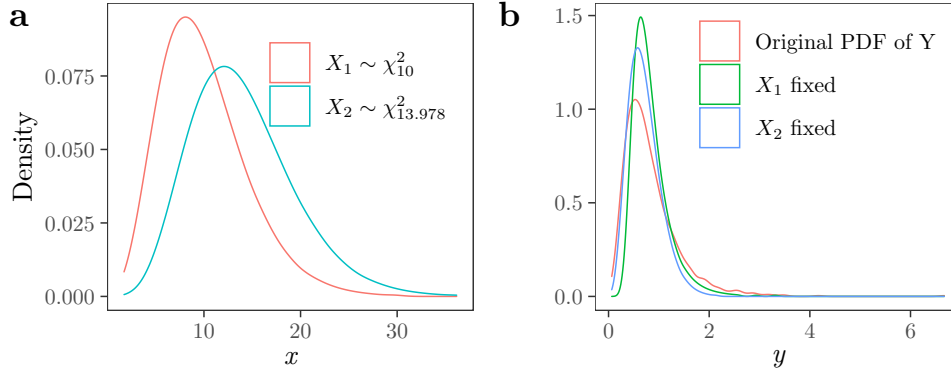 a
Density
0.075
0.050
0.025
0.000
10
20
30
x
X₁ ∼ χ²₁₀
X₂ ∼ χ²₁₃.₉₇₈
b
1.5
1.0
0.5
0.0
0
2
4
6
y
Original PDF of Y
X₁ fixed
X₂ fixed